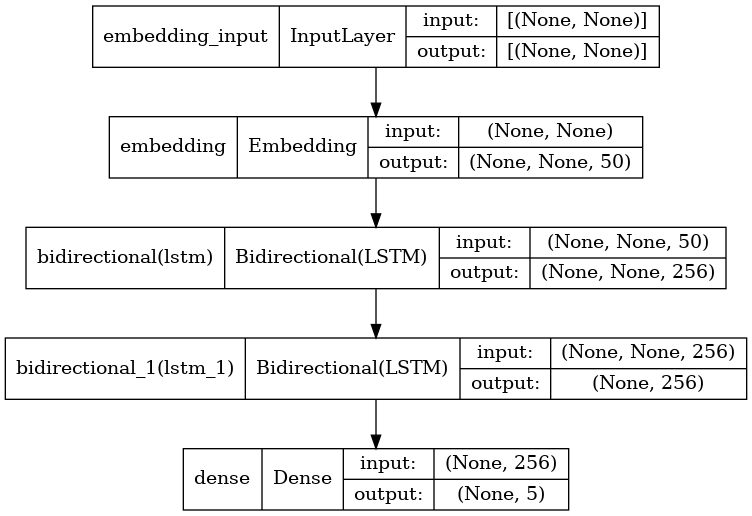 embedding_input InputLayer input: [(None, None)]
output: [(None, None)]
embedding Embedding input: (None, None)
output: (None, None, 50)
bidirectional(lstm) Bidirectional(LSTM) input: (None, None, 50)
output: (None, None, 256)
bidirectional_1(lstm_1) Bidirectional(LSTM) input: (None, None, 256)
output: (None, 256)
dense Dense input: (None, 256)
output: (None, 5)